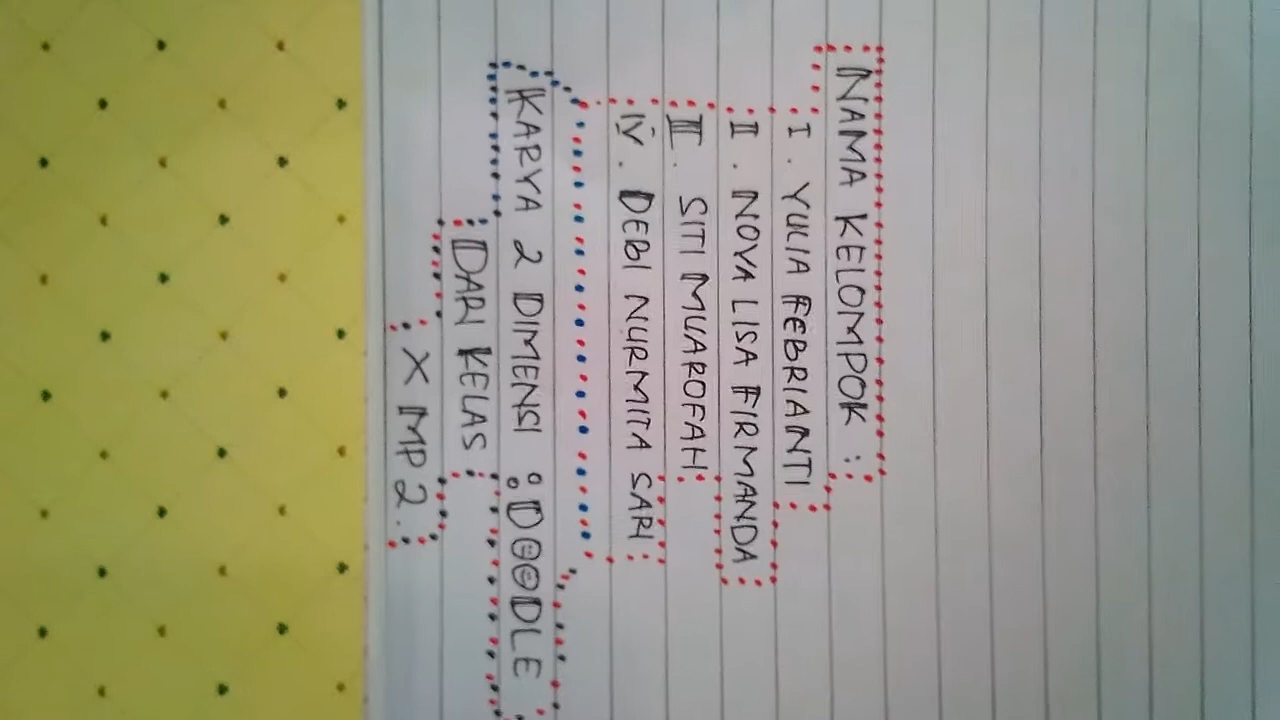 NAMA KELOMPOK :
I. YULIA FEBRIANTI
II. NOVA LISA FIRMANDA
III. SITI MUAROFAH
IV. DEBI NURMITA SARI
KARYA 2 DIMENSI : DOODLE
DARI KELAS
X MP 2.